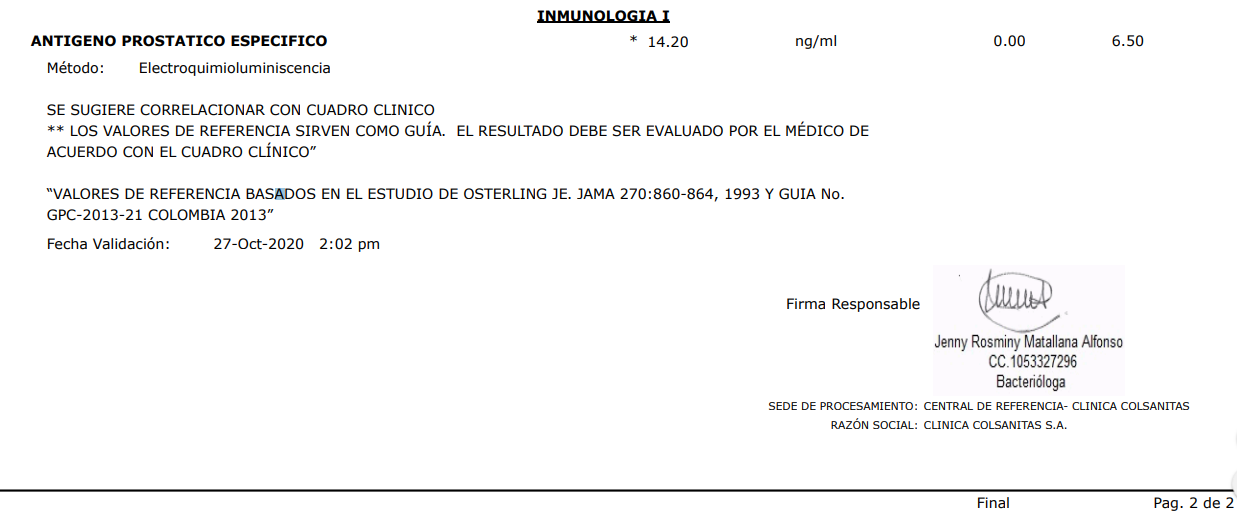 INMUNOLOGIA I
ANTIGENO PROSTATICO ESPECIFICO * 14.20 ng/ml 0.00 6.50
Método: Electroquimioluminiscencia
SE SUGIERE CORRELACIONAR CON CUADRO CLINICO
** LOS VALORES DE REFERENCIA SIRVEN COMO GUÍA. EL RESULTADO DEBE SER EVALUADO POR EL MÉDICO DE
ACUERDO CON EL CUADRO CLÍNICO”
“VALORES DE REFERENCIA BASADOS EN EL ESTUDIO DE OSTERLING JE. JAMA 270:860-864, 1993 Y GUIA No.
GPC-2013-21 COLOMBIA 2013”
Fecha Validación: 27-Oct-2020 2:02 pm
Firma Responsable
Jenny Rosminy Matallana Alfonso
CC.1053327296
Bacterióloga
SEDE DE PROCESAMIENTO: CENTRAL DE REFERENCIA- CLINICA COLSANITAS
RAZÓN SOCIAL: CLINICA COLSANITAS S.A.
Final Pag. 2 de 2